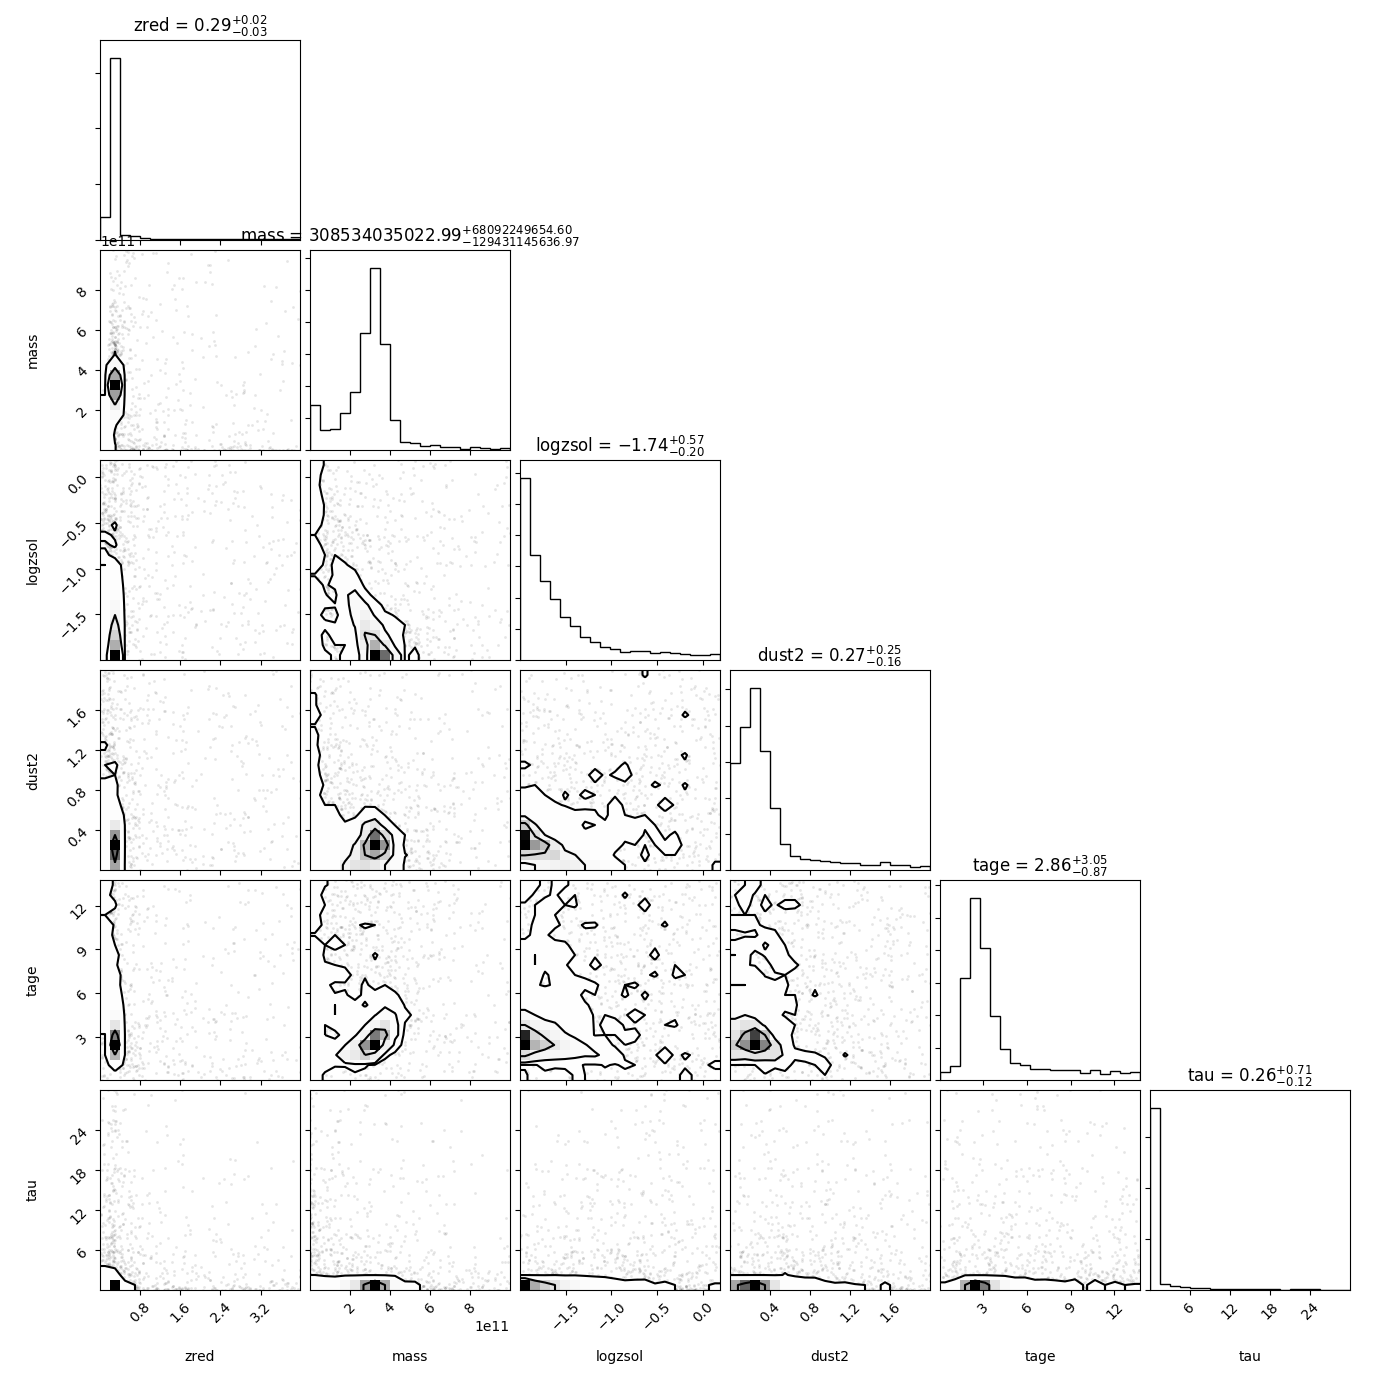 zred = 0.29+0.02−0.03
1e11
mass = 308534035022.99+68092249654.60−129431145636.97
8
6
4
2
mass
logzsol = −1.74+0.57−0.20
0.0
−0.5
−1.0
−1.5
logzsol
dust2 = 0.27+0.25−0.16
1.6
1.2
0.8
0.4
dust2
tage = 2.86+3.05−0.87
12
9
6
3
tage
tau = 0.26+0.71−0.12
24
18
12
6
tau
0.8 1.6 2.4 3.2 2 4 6 8 −1.5 −1.0 −0.5 0.0 0.4 0.8 1.2 1.6 3 6 9 12 6 12 18 24
1e11
zred mass logzsol dust2 tage tau